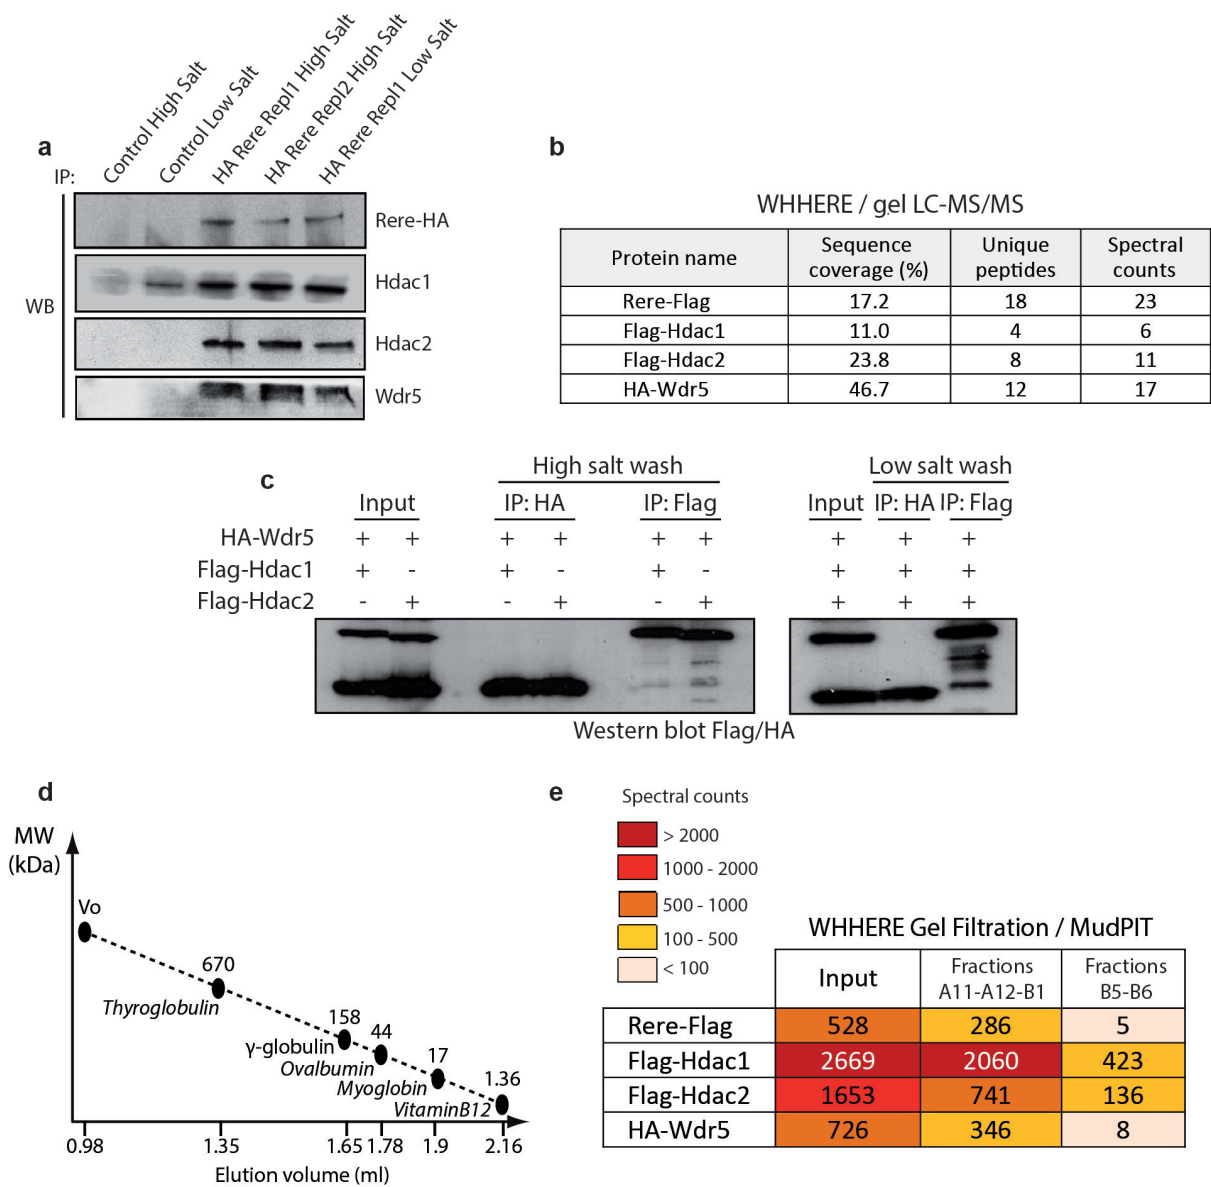 a
IP:
Control High Salt
Control Low Salt
HA Rere Repl1 High Salt
HA Rere Repl2 High Salt
HA Rere Repl1 Low Salt
WB
Rere-HA
Hdac1
Hdac2
Wdr5
b
WHHERE / gel LC-MS/MS
Protein name Sequence coverage (%) Unique peptides Spectral counts
Rere-Flag 17.2 18 23
Flag-Hdac1 11.0 4 6
Flag-Hdac2 23.8 8 11
HA-Wdr5 46.7 12 17
c
High salt wash Low salt wash
Input IP: HA IP: Flag Input IP: HA IP: Flag
HA-Wdr5 + + + + + + + + +
Flag-Hdac1 + - + - + - + + +
Flag-Hdac2 - + - + - + + + +
Western blot Flag/HA
d
MW
(kDa)
Vo
670
Thyroglobulin
158
γ-globulin
44
Ovalbumin
17
Myoglobin
1.36
VitaminB12
0.98 1.35 1.65 1.78 1.9 2.16
Elution volume (ml)
e
Spectral counts
> 2000
1000 - 2000
500 - 1000
100 - 500
< 100
WHHERE Gel Filtration / MudPIT
Input Fractions A11-A12-B1 Fractions B5-B6
Rere-Flag 528 286 5
Flag-Hdac1 2669 2060 423
Flag-Hdac2 1653 741 136
HA-Wdr5 726 346 8